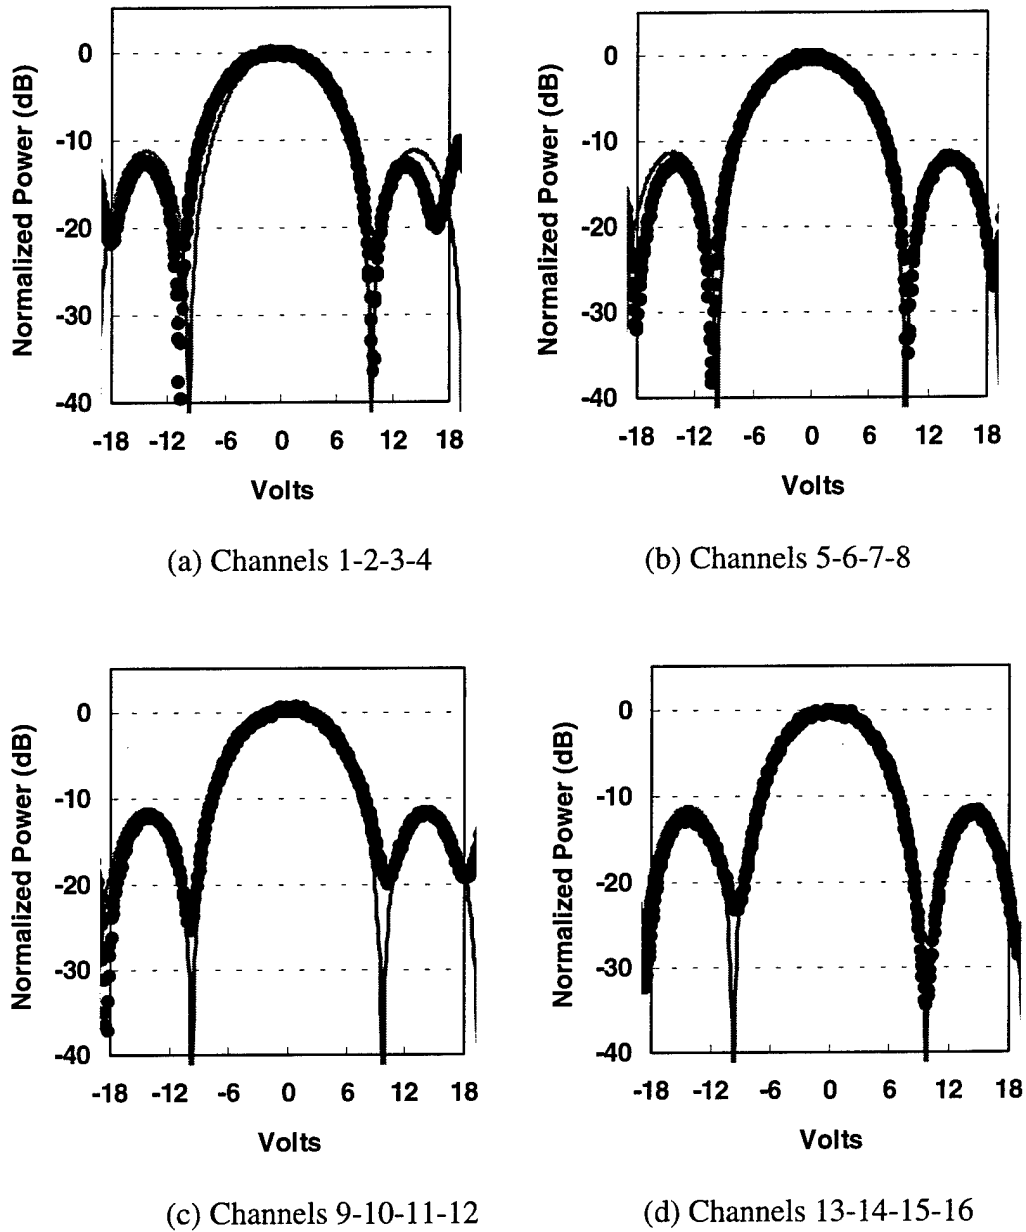 Normalized Power (dB)
0
-10
-20
-30
-40
-18 -12 -6 0 6 12 18
Volts
(a) Channels 1-2-3-4
Normalized Power (dB)
0
-10
-20
-30
-40
-18 -12 -6 0 6 12 18
Volts
(b) Channels 5-6-7-8
Normalized Power (dB)
0
-10
-20
-30
-40
-18 -12 -6 0 6 12 18
Volts
(c) Channels 9-10-11-12
Normalized Power (dB)
0
-10
-20
-30
-40
-18 -12 -6 0 6 12 18
Volts
(d) Channels 13-14-15-16